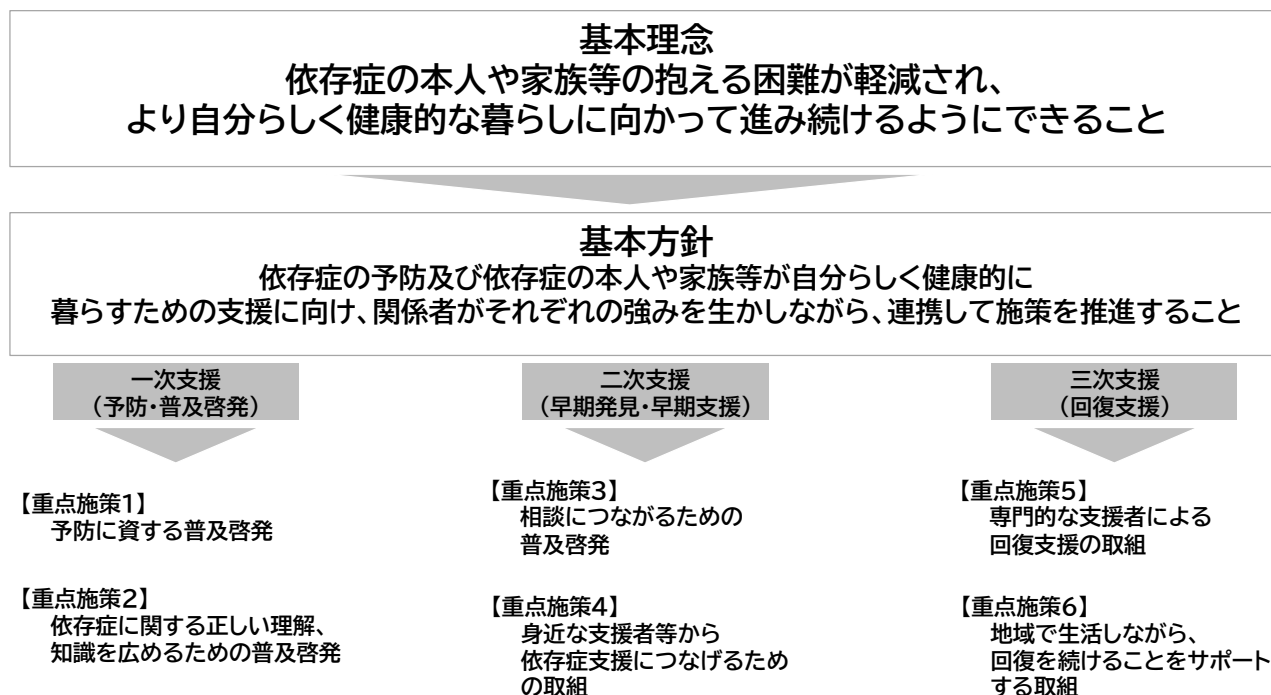 基本理念
依存症の本人や家族等の抱える困難が軽減され、
より自分らしく健康的な暮らしに向かって進み続けるようにできること
基本方針
依存症の予防及び依存症の本人や家族等が自分らしく健康的に
暮らすための支援に向け、関係者がそれぞれの強みを生かしながら、連携して施策を推進すること
一次支援
（予防・普及啓発）
【重点施策1】
予防に資する普及啓発
【重点施策2】
依存症に関する正しい理解、
知識を広めるための普及啓発
二次支援
（早期発見・早期支援）
【重点施策3】
相談につながるための
普及啓発
【重点施策4】
身近な支援者等から
依存症支援につなげるため
の取組
三次支援
（回復支援）
【重点施策5】
専門的な支援者による
回復支援の取組
【重点施策6】
地域で生活しながら、
回復を続けることをサポート
する取組